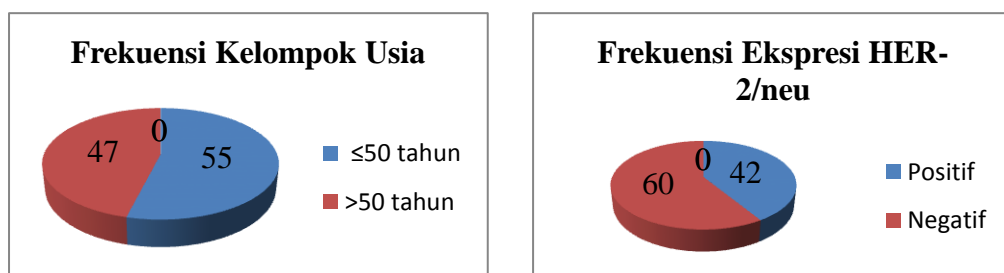 Frekuensi Kelompok Usia
0
47
55
≤50 tahun
>50 tahun
Frekuensi Ekspresi HER-
2/neu
0
42
60
Positif
Negatif